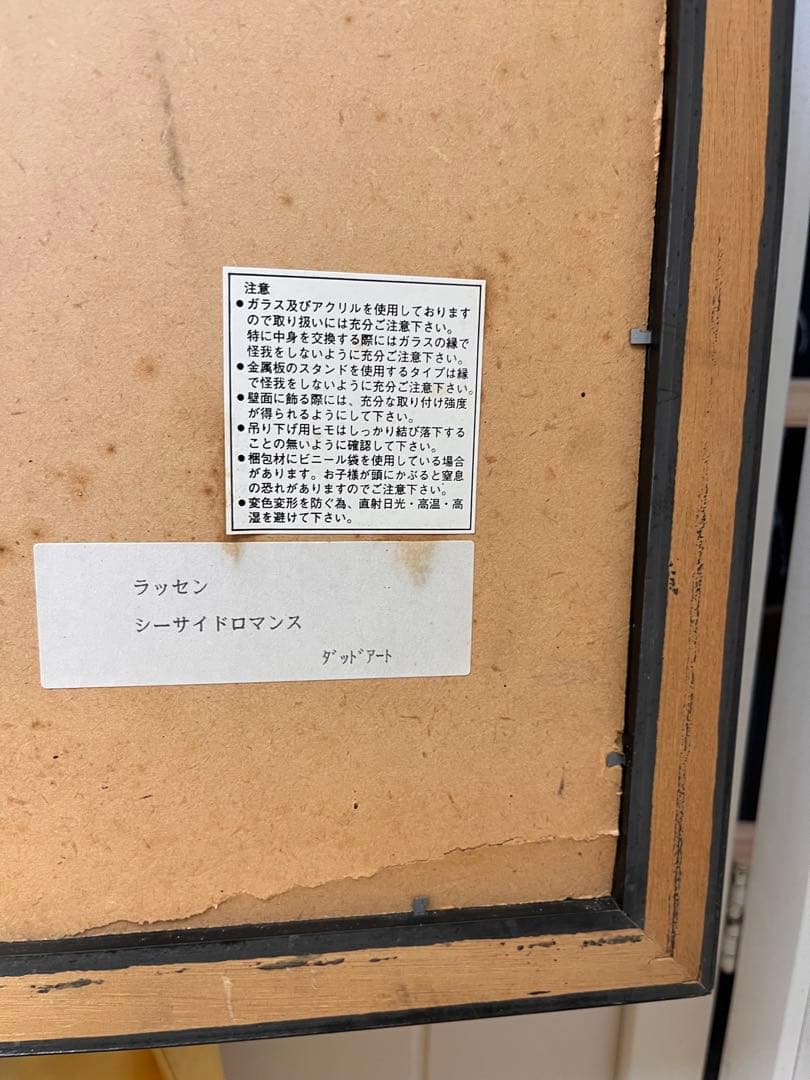 注意
●ガラス及びアクリルを使用しております
ので取り扱いには充分ご注意下さい。
特に中身を交換する際にはガラスの縁で
怪我をしないように充分ご注意下さい。
●金属板のスタンドを使用するタイプは縁
で怪我をしないように充分ご注意下さい。
●壁面に飾る際には、充分な取り付け強度
が得られるようにして下さい。
●吊り下げ用ヒモはしっかり結び落下する
ことの無いように確認して下さい。
●梱包材にビニール袋を使用している場合
があります。お子様が頭にかぶると窒息
の恐れがありますのでご注意下さい。
●変色変形を防ぐ為、直射日光・高温・高
湿を避けて下さい。
ラッセン
シーサイドロマンス
ﾀﾞｯﾄﾞｱｰﾄ